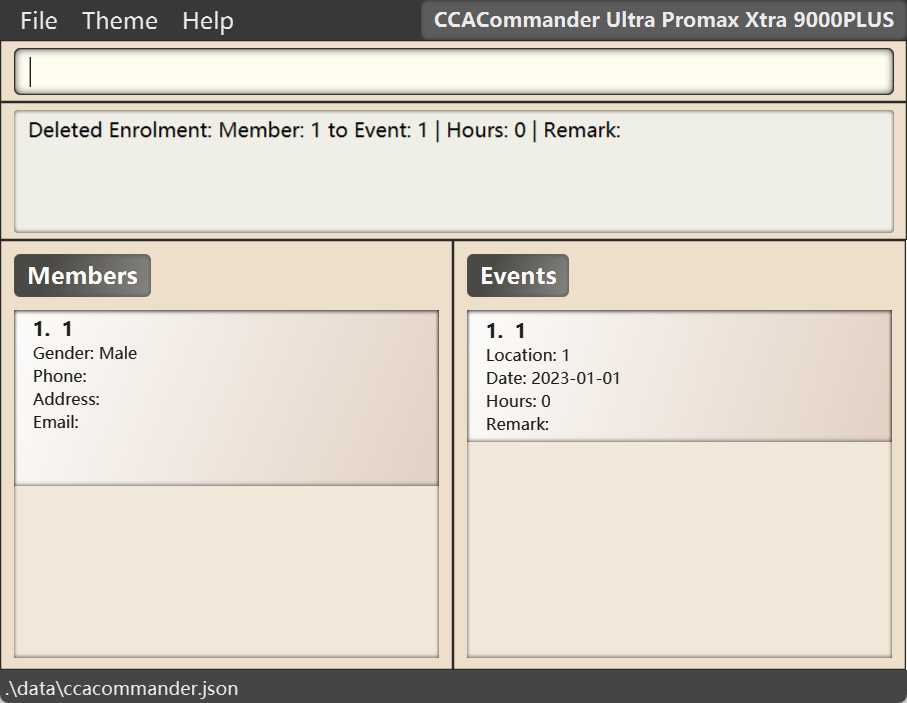 File Theme Help CCACommander Ultra Promax Xtra 9000PLUS
Deleted Enrolment: Member: 1 to Event: 1 | Hours: 0 | Remark:
Members
1. 1
Gender: Male
Phone:
Address:
Email:
Events
1. 1
Location: 1
Date: 2023-01-01
Hours: 0
Remark:
.\data\ccacommander.json